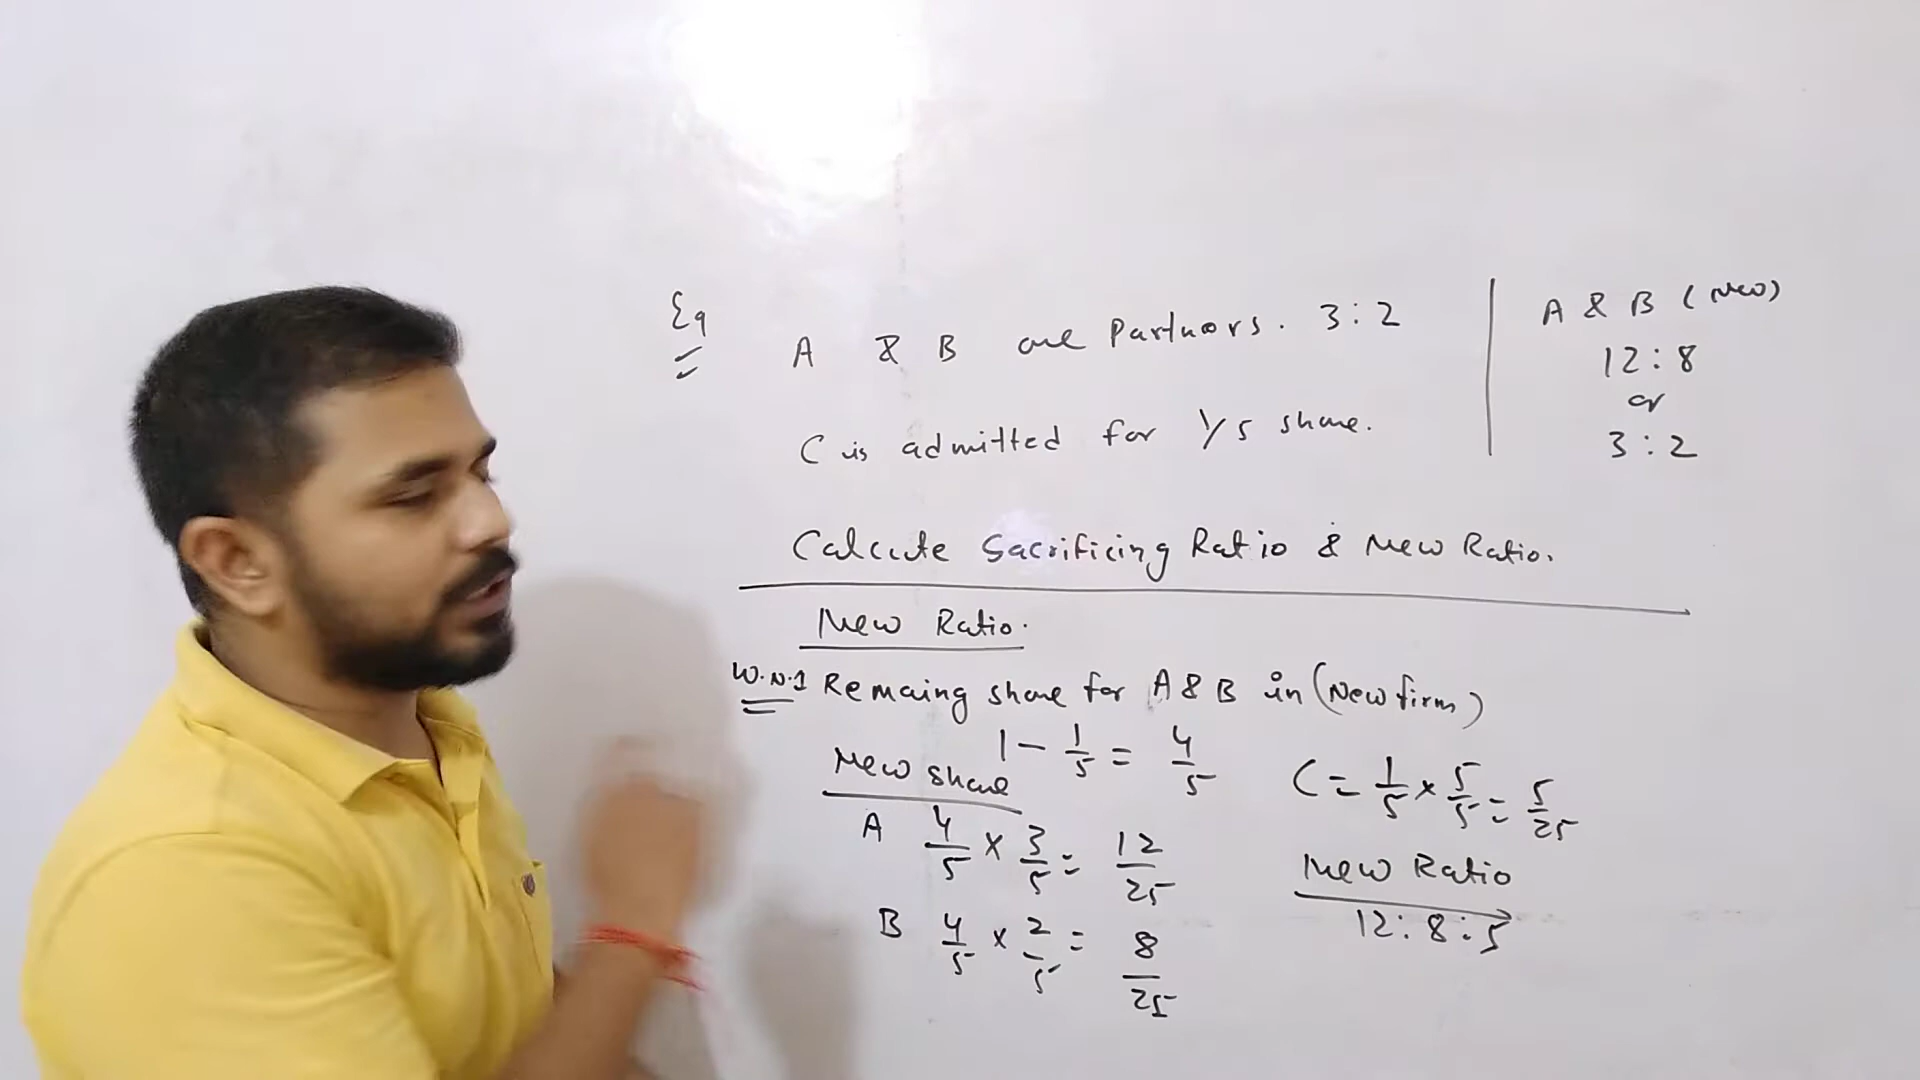 Eg
A & B are Partners. 3:2
C is admitted for 1/5 share.
A & B (New)
12:8
or
3:2
Calcute Sacrificing Ratio & New Ratio.
New Ratio.
W.N.1 Remaing share for A & B in (New firm)
1 - 1/5 = 4/5
New share
A 4/5 × 3/5 = 12/25
B 4/5 × 2/5 = 8/25
C = 1/5 × 5/5 = 5/25
New Ratio
12:8:5